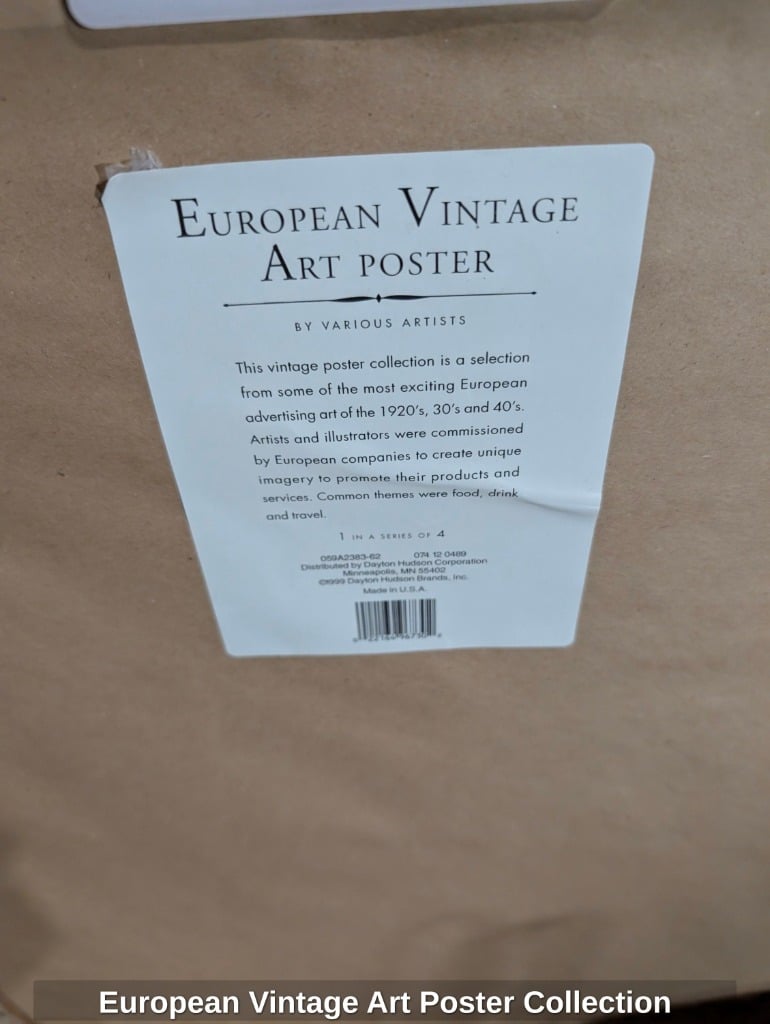 EUROPEAN VINTAGE
ART POSTER
BY VARIOUS ARTISTS
This vintage poster collection is a selection
from some of the most exciting European
advertising art of the 1920's, 30's and 40's.
Artists and illustrators were commissioned
by European companies to create unique
imagery to promote their products and
services. Common themes were food, drink
and travel.
1 IN A SERIES OF 4
059A2383-62 074 12 0489
Distributed by Dayton Hudson Corporation
Minneapolis, MN 55402
©1999 Dayton Hudson Brands, Inc.
Made in U.S.A.
European Vintage Art Poster Collection